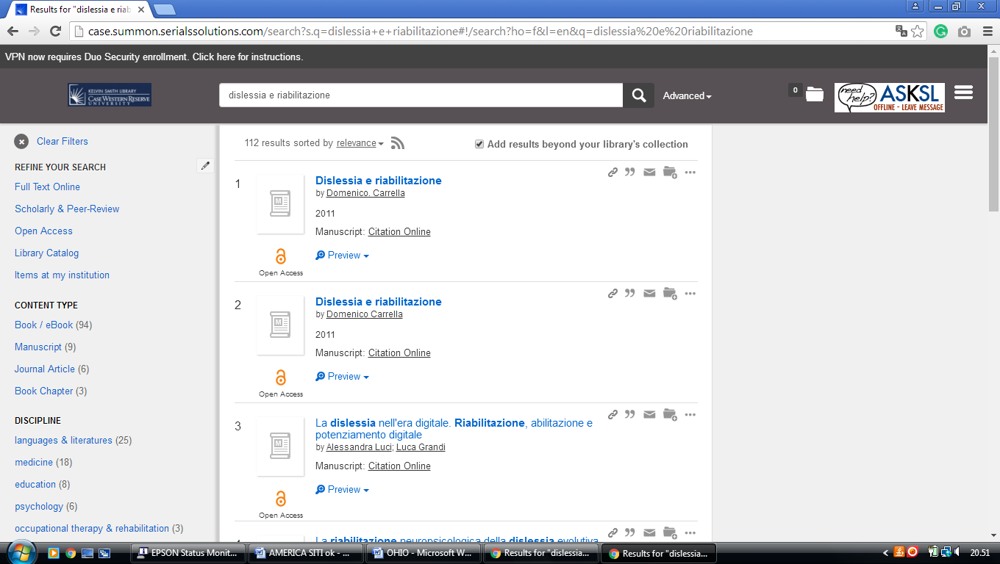 Results for "dislessia e riab
case.summon.serialssolutions.com/search?s.q=dislessia+e+riabilitazione#!/search?ho=f&l=en&q=dislessia%20e%20riabilitazione
VPN now requires Duo Security enrollment. Click here for instructions.
KELVIN SMITH LIBRARY
CASE WESTERN RESERVE
UNIVERSITY
dislessia e riabilitazione
Advanced
0
need help?
ASKSL
OFFLINE - LEAVE MESSAGE
Clear Filters
REFINE YOUR SEARCH
Full Text Online
Scholarly & Peer-Review
Open Access
Library Catalog
Items at my institution
CONTENT TYPE
Book / eBook (94)
Manuscript (9)
Journal Article (6)
Book Chapter (3)
DISCIPLINE
languages & literatures (25)
medicine (18)
education (8)
psychology (6)
occupational therapy & rehabilitation (3)
112 results sorted by relevance
Add results beyond your library's collection
1
Dislessia e riabilitazione
by Domenico. Carrella
2011
Manuscript: Citation Online
Preview
Open Access
2
Dislessia e riabilitazione
by Domenico Carrella
2011
Manuscript: Citation Online
Preview
Open Access
3
La dislessia nell'era digitale. Riabilitazione, abilitazione e
potenziamento digitale
by Alessandra Luci; Luca Grandi
Manuscript: Citation Online
Preview
Open Access
La riabilitazione neuropsicologica della dislessia evolutiva
EPSON Status Monit...
AMERICA SITI ok - ...
OHIO - Microsoft W...
Results for "dislessia...
Results for "dislessia...
20.51